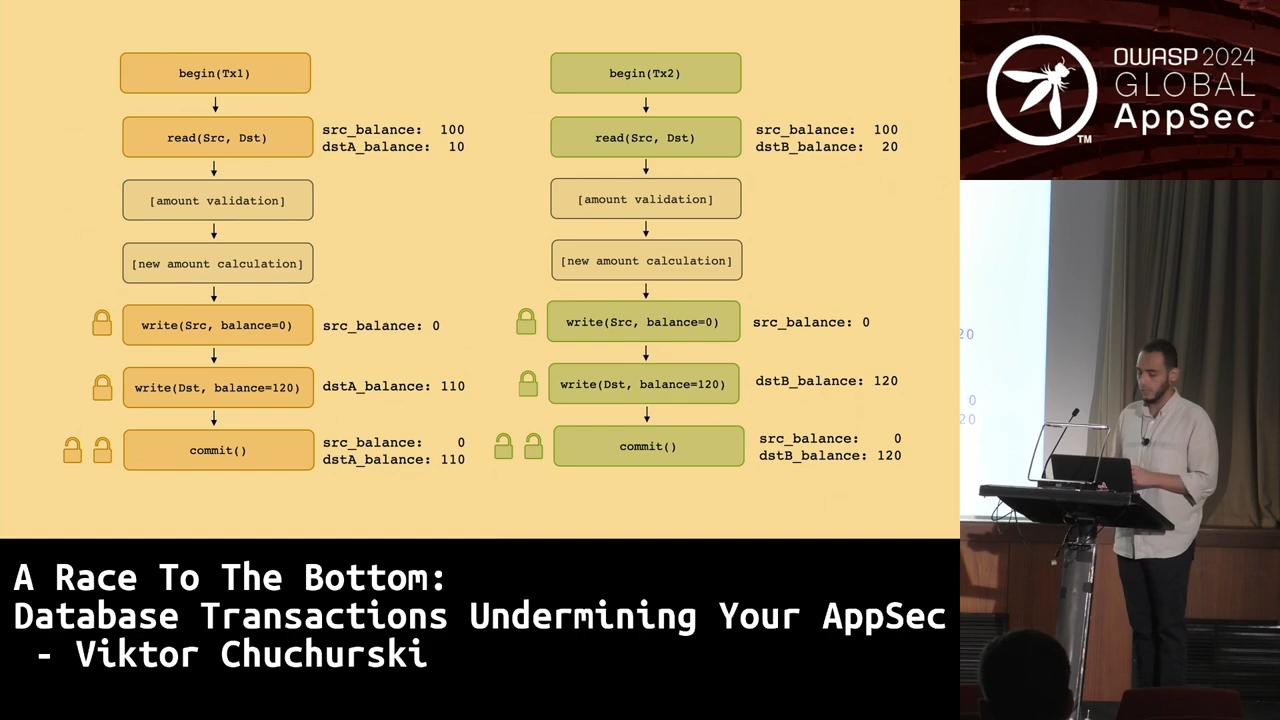 begin(Tx1)
read(Src, Dst)
src_balance: 100
dstA_balance: 10
[amount validation]
[new amount calculation]
write(Src, balance=0)
src_balance: 0
write(Dst, balance=120)
dstA_balance: 110
commit()
src_balance: 0
dstA_balance: 110
begin(Tx2)
read(Src, Dst)
src_balance: 100
dstB_balance: 20
[amount validation]
[new amount calculation]
write(Src, balance=0)
src_balance: 0
write(Dst, balance=120)
dstB_balance: 120
commit()
src_balance: 0
dstB_balance: 120
OWASP 2024
GLOBAL
AppSec
TM
20
0
20
A Race To The Bottom:
Database Transactions Undermining Your AppSec
- Viktor Chuchurski